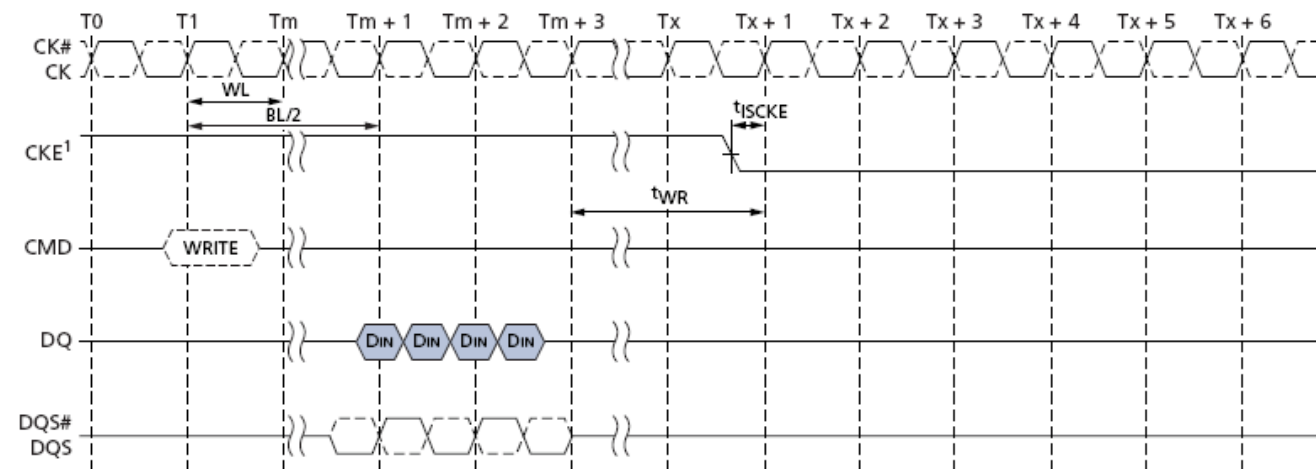 T0 T1 Tm Tm + 1 Tm + 2 Tm + 3 Tx Tx + 1 Tx + 2 Tx + 3 Tx + 4 Tx + 5 Tx + 6
CK#
CK
WL
BL/2
tISCKE
CKE1
tWR
CMD WRITE
DQ DIN DIN DIN DIN
DQS#
DQS